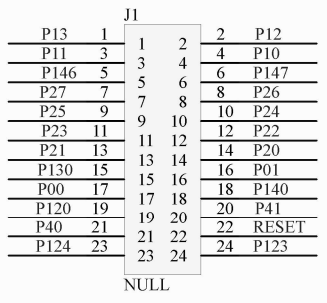 J1
P13 1 1 2 2 P12
P11 3 3 4 4 P10
P146 5 5 6 6 P147
P27 7 7 8 8 P26
P25 9 9 10 10 P24
P23 11 11 12 12 P22
P21 13 13 14 14 P20
P130 15 15 16 16 P01
P00 17 17 18 18 P140
P120 19 19 20 20 P41
P40 21 21 22 22 RESET
P124 23 23 24 24 P123
NULL